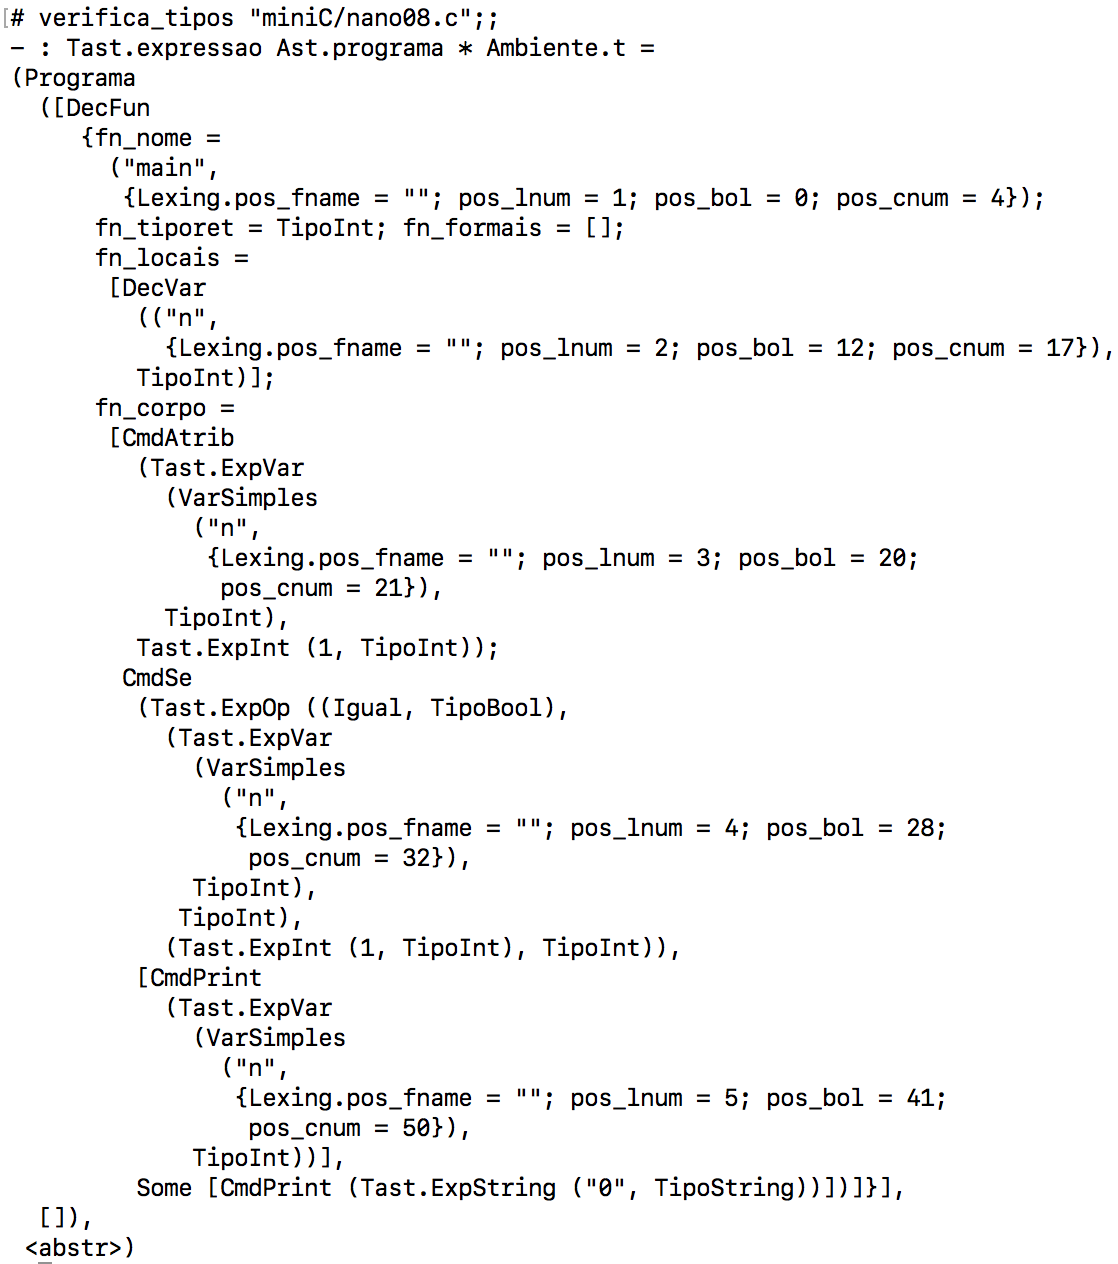 [# verifica_tipos "miniC/nano08.c";;
- : Tast.expressao Ast.programa * Ambiente.t =
(Programa
  ([DecFun
     {fn_nome =
       ("main",
        {Lexing.pos_fname = ""; pos_lnum = 1; pos_bol = 0; pos_cnum = 4});
      fn_tiporet = TipoInt; fn_formais = [];
      fn_locais =
       [DecVar
         (("n",
           {Lexing.pos_fname = ""; pos_lnum = 2; pos_bol = 12; pos_cnum = 17}),
         TipoInt)];
      fn_corpo =
       [CmdAtrib
         (Tast.ExpVar
           (VarSimples
             ("n",
              {Lexing.pos_fname = ""; pos_lnum = 3; pos_bol = 20;
               pos_cnum = 21}),
           TipoInt),
         Tast.ExpInt (1, TipoInt));
        CmdSe
         (Tast.ExpOp ((Igual, TipoBool),
           (Tast.ExpVar
             (VarSimples
               ("n",
                {Lexing.pos_fname = ""; pos_lnum = 4; pos_bol = 28;
                 pos_cnum = 32}),
             TipoInt),
            TipoInt),
           (Tast.ExpInt (1, TipoInt), TipoInt)),
         [CmdPrint
           (Tast.ExpVar
             (VarSimples
               ("n",
                {Lexing.pos_fname = ""; pos_lnum = 5; pos_bol = 41;
                 pos_cnum = 50}),
             TipoInt))],
         Some [CmdPrint (Tast.ExpString ("0", TipoString))])]}],
  []),
 <abstr>)